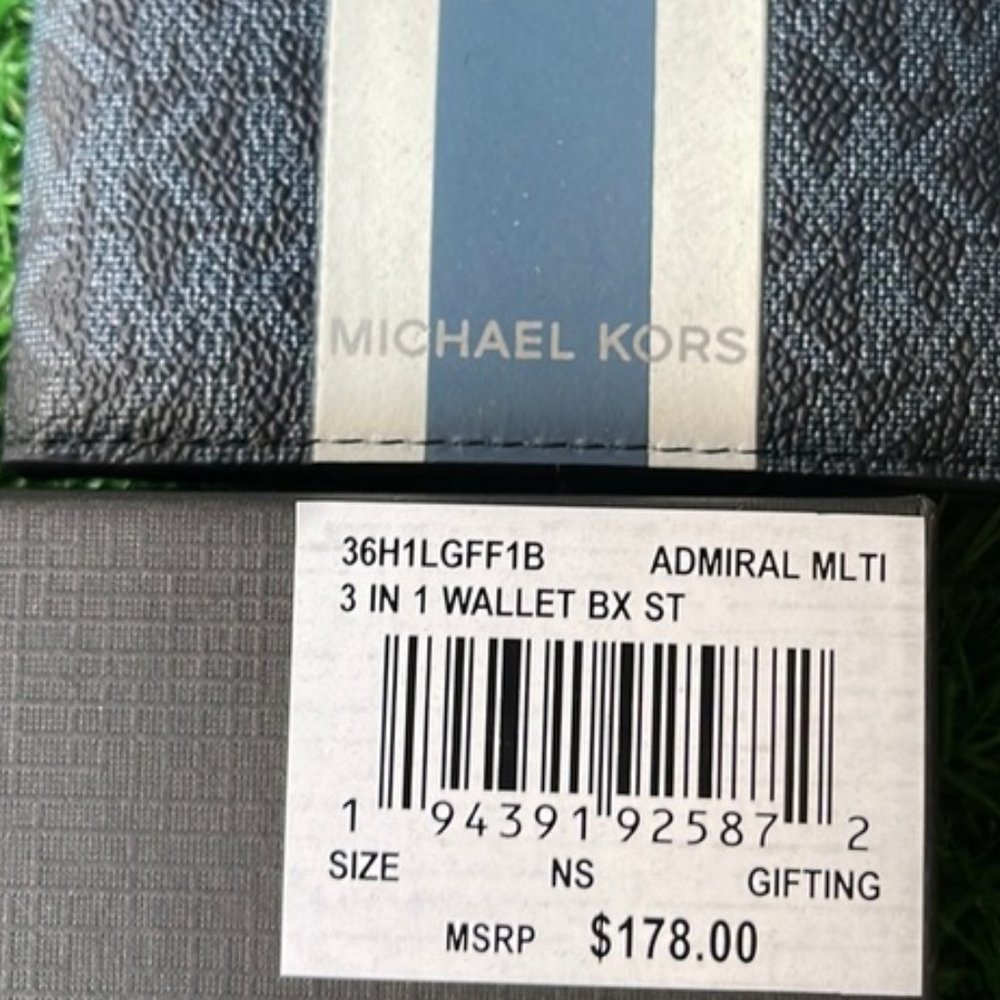 MICHAEL KORS
36H1LGFF1B ADMIRAL MLTI
3 IN 1 WALLET BX ST
1 94391 92587 2
SIZE NS GIFTING
MSRP $178.00